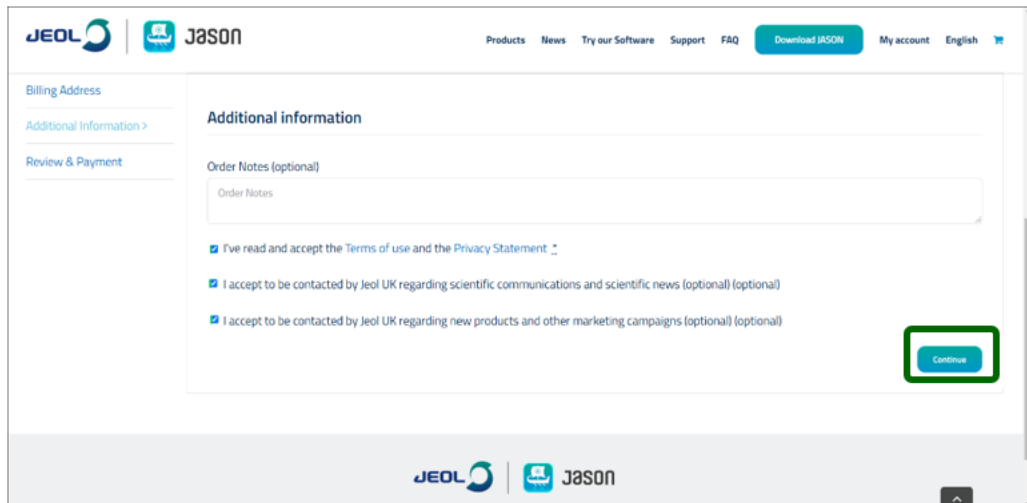 JEOL JASON Products News Try our Software Support FAQ Download JASON My account English
Billing Address
Additional Information >
Review & Payment
Additional information
Order Notes (optional)
Order Notes
I've read and accept the Terms of use and the Privacy Statement *
I accept to be contacted by Jeol UK regarding scientific communications and scientific news (optional) (optional)
I accept to be contacted by Jeol UK regarding new products and other marketing campaigns (optional) (optional)
Continue
JEOL JASON